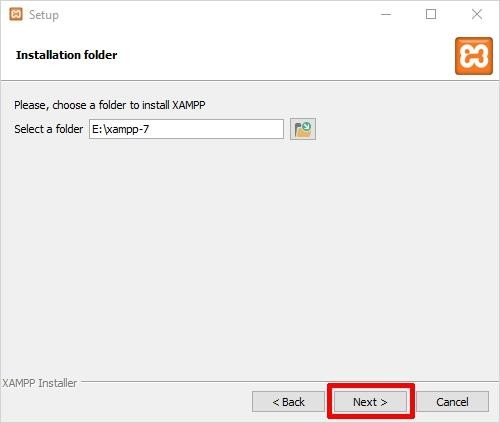 Setup
Installation folder
Please, choose a folder to install XAMPP
Select a folder E:\xampp-7
XAMPP Installer
< Back Next > Cancel